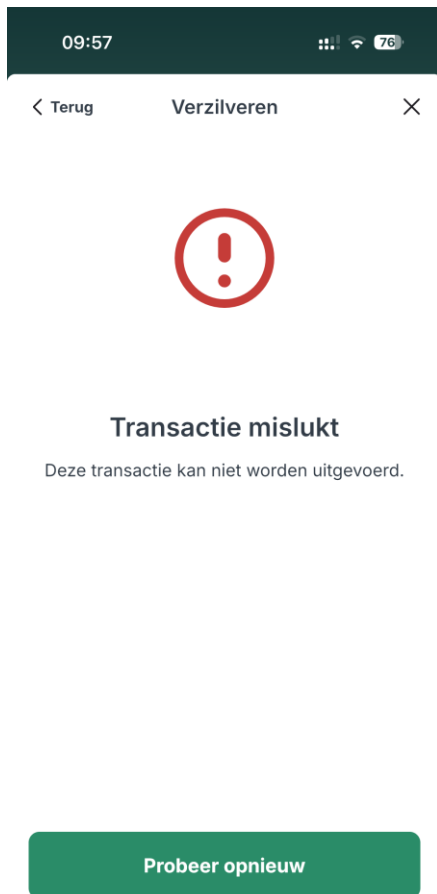 09:57
76
Terug
Verzilveren
Transactie mislukt
Deze transactie kan niet worden uitgevoerd.
Probeer opnieuw